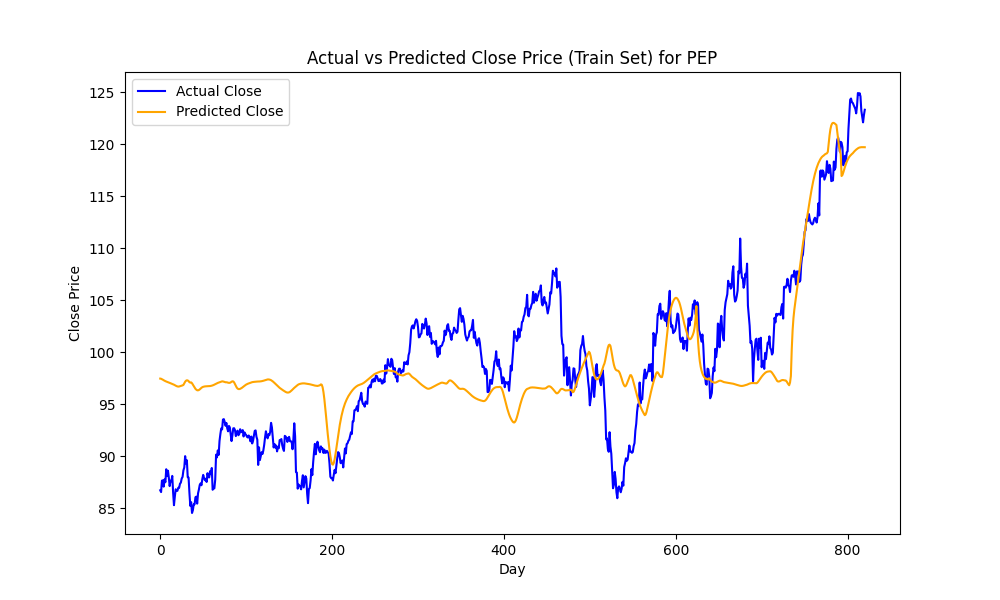 Actual vs Predicted Close Price (Train Set) for PEP
Actual Close
Predicted Close
125
120
115
110
105
100
95
90
85
Close Price
0 200 400 600 800
Day